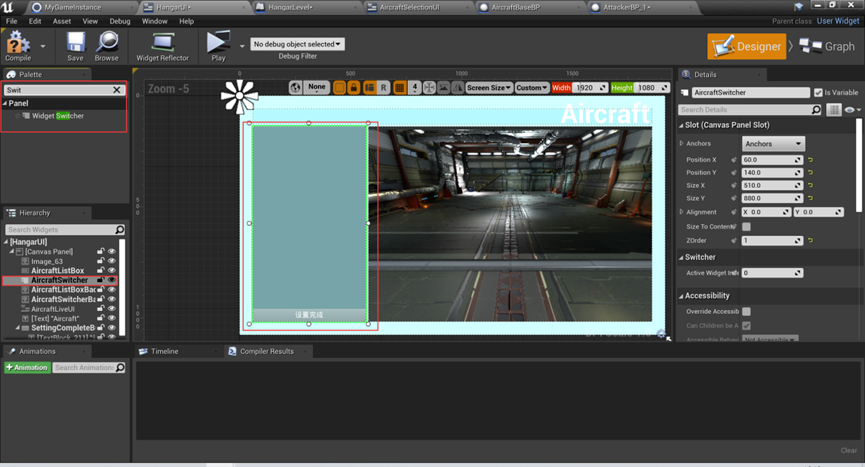 MyGameInstance
HangarUI*
HangarLevel•
AircraftSelectionUI
AircraftBaseBP
AttackerBP_1•
File Edit Asset View Debug Window Help
Parent class: User Widget
Compile
Save
Browse
Widget Reflector
Play
No debug object selected
Debug Filter
Designer
Graph
Palette
Swit
Panel
Widget Switcher
Hierarchy
Search Widgets
[HangarUI]
[Canvas Panel]
Image_63
AircraftListBox
AircraftSwitcher
AircraftListBoxBac
AircraftSwitcherBa
AircraftLiveUI
[Text] "Aircraft"
SettingCompleteB
Zoom -5
0
500
1000
1500
None
R
4
Screen Size
Custom
Width 1920
Height 1080
Aircraft
设置完成
Details
AircraftSwitcher
Is Variable
Search Details
Slot (Canvas Panel Slot)
Anchors
Anchors
Position X 60.0
Position Y 140.0
Size X 510.0
Size Y 880.0
Alignment X 0.0 Y 0.0
Size To Content
ZOrder 1
Switcher
Active Widget Ind 0
Accessibility
Override Accessib
Can Children be A
Animations
+ Animation
Search Animations
Timeline
Compiler Results
Clear